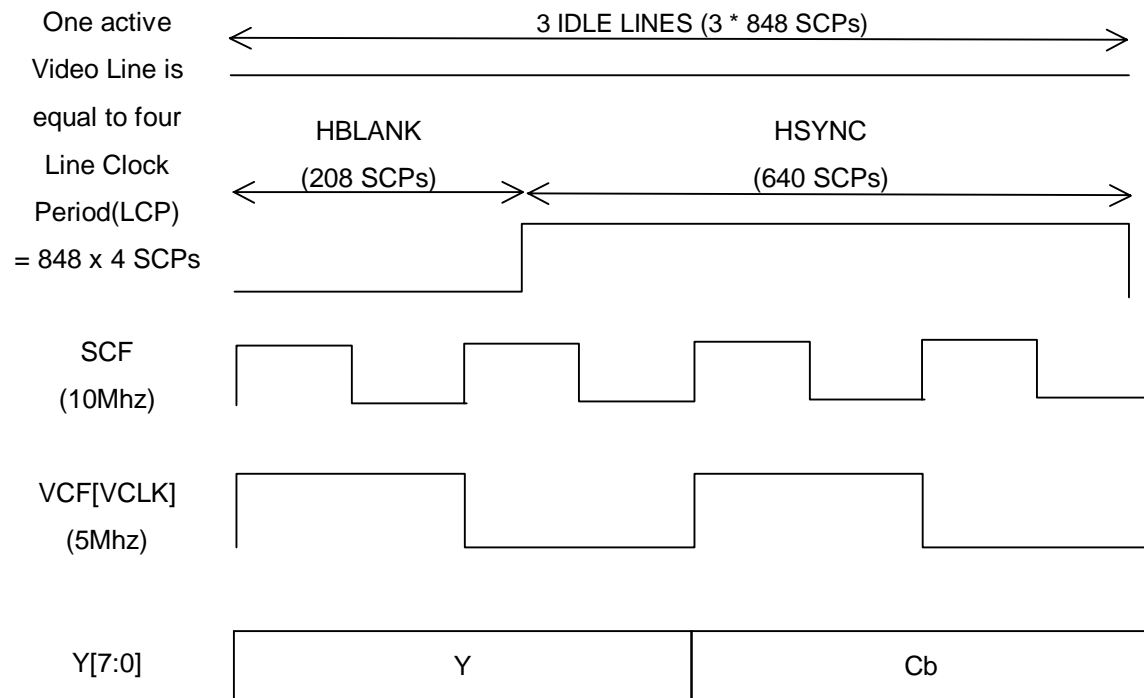 One active
Video Line is
equal to four
Line Clock
Period(LCP)
= 848 x 4 SCPs
3 IDLE LINES (3 * 848 SCPs)
HBLANK
(208 SCPs)
HSYNC
(640 SCPs)
SCF
(10Mhz)
VCF[VCLK]
(5Mhz)
Y[7:0]
Y
Cb